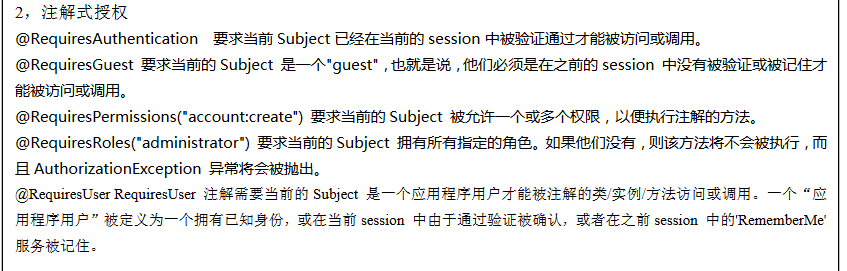 2，注解式授权
@RequiresAuthentication 要求当前 Subject 已经在当前的 session 中被验证通过才能被访问或调用。
@RequiresGuest 要求当前的 Subject 是一个"guest"，也就是说，他们必须是在之前的 session 中没有被验证或被记住才
能被访问或调用。
@RequiresPermissions("account:create") 要求当前的 Subject 被允许一个或多个权限，以便执行注解的方法。
@RequiresRoles("administrator") 要求当前的 Subject 拥有所有指定的角色。如果他们没有，则该方法将不会被执行，而
且 AuthorizationException 异常将会被抛出。
@RequiresUser RequiresUser 注解需要当前的 Subject 是一个应用程序用户才能被注解的类/实例/方法访问或调用。一个“应
用程序用户”被定义为一个拥有已知身份，或在当前 session 中由于通过验证被确认，或者在之前 session 中的'RememberMe'
服务被记住。